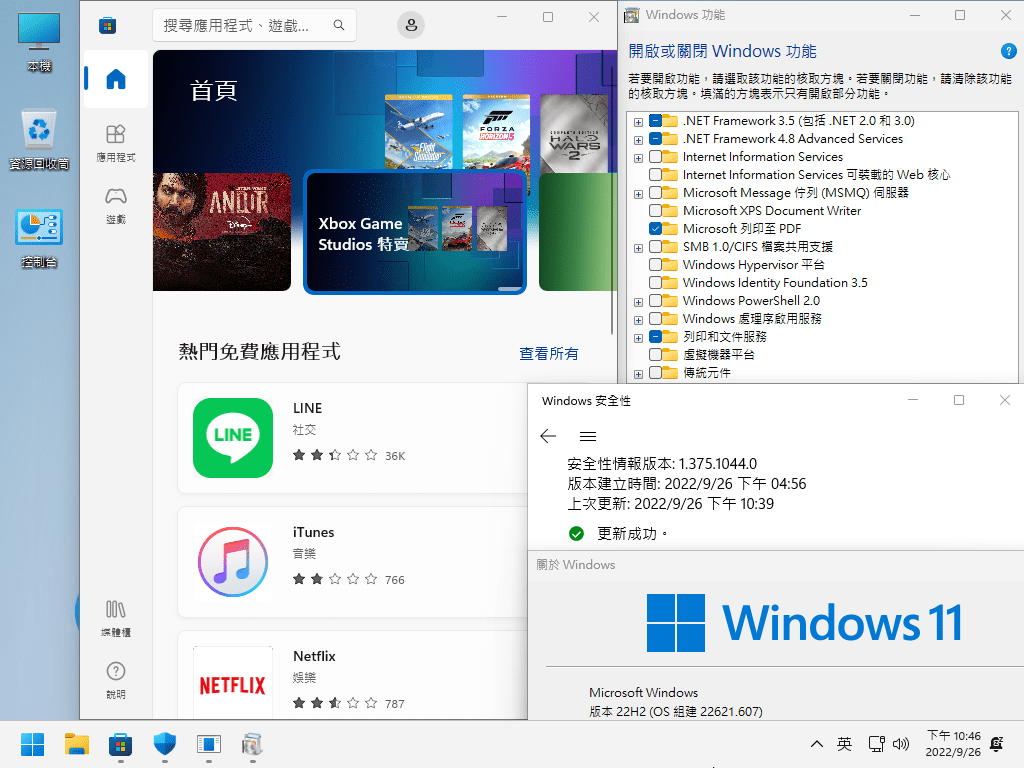 本機
資源回收筒
控制台
搜尋應用程式、遊戲...
首頁
應用程式
遊戲
Flight Simulator
FORZA
HORIZON 5
COMPLETE EDITION
HALO
WARS
2
STAR WARS
ANDOR
Disney+
Xbox Game
Studios 特賣
熱門免費應用程式
查看所有
LINE
LINE
社交
36K
iTunes
音樂
766
NETFLIX
Netflix
娛樂
787
媒體櫃
說明
Windows 功能
開啟或關閉 Windows 功能
若要開啟功能，請選取該功能的核取方塊。若要關閉功能，請清除該功能
的核取方塊。填滿的方塊表示只有開啟部分功能。
.NET Framework 3.5 (包括 .NET 2.0 和 3.0)
.NET Framework 4.8 Advanced Services
Internet Information Services
Internet Information Services 可裝載的 Web 核心
Microsoft Message 佇列 (MSMQ) 伺服器
Microsoft XPS Document Writer
Microsoft 列印至 PDF
SMB 1.0/CIFS 檔案共用支援
Windows Hypervisor 平台
Windows Identity Foundation 3.5
Windows PowerShell 2.0
Windows 處理序啟用服務
列印和文件服務
虛擬機器平台
傳統元件
Windows 安全性
安全性情報版本: 1.375.1044.0
版本建立時間: 2022/9/26 下午 04:56
上次更新: 2022/9/26 下午 10:39
更新成功。
關於 Windows
Windows 11
Microsoft Windows
版本 22H2 (OS 組建 22621.607)
英
下午 10:46
2022/9/26